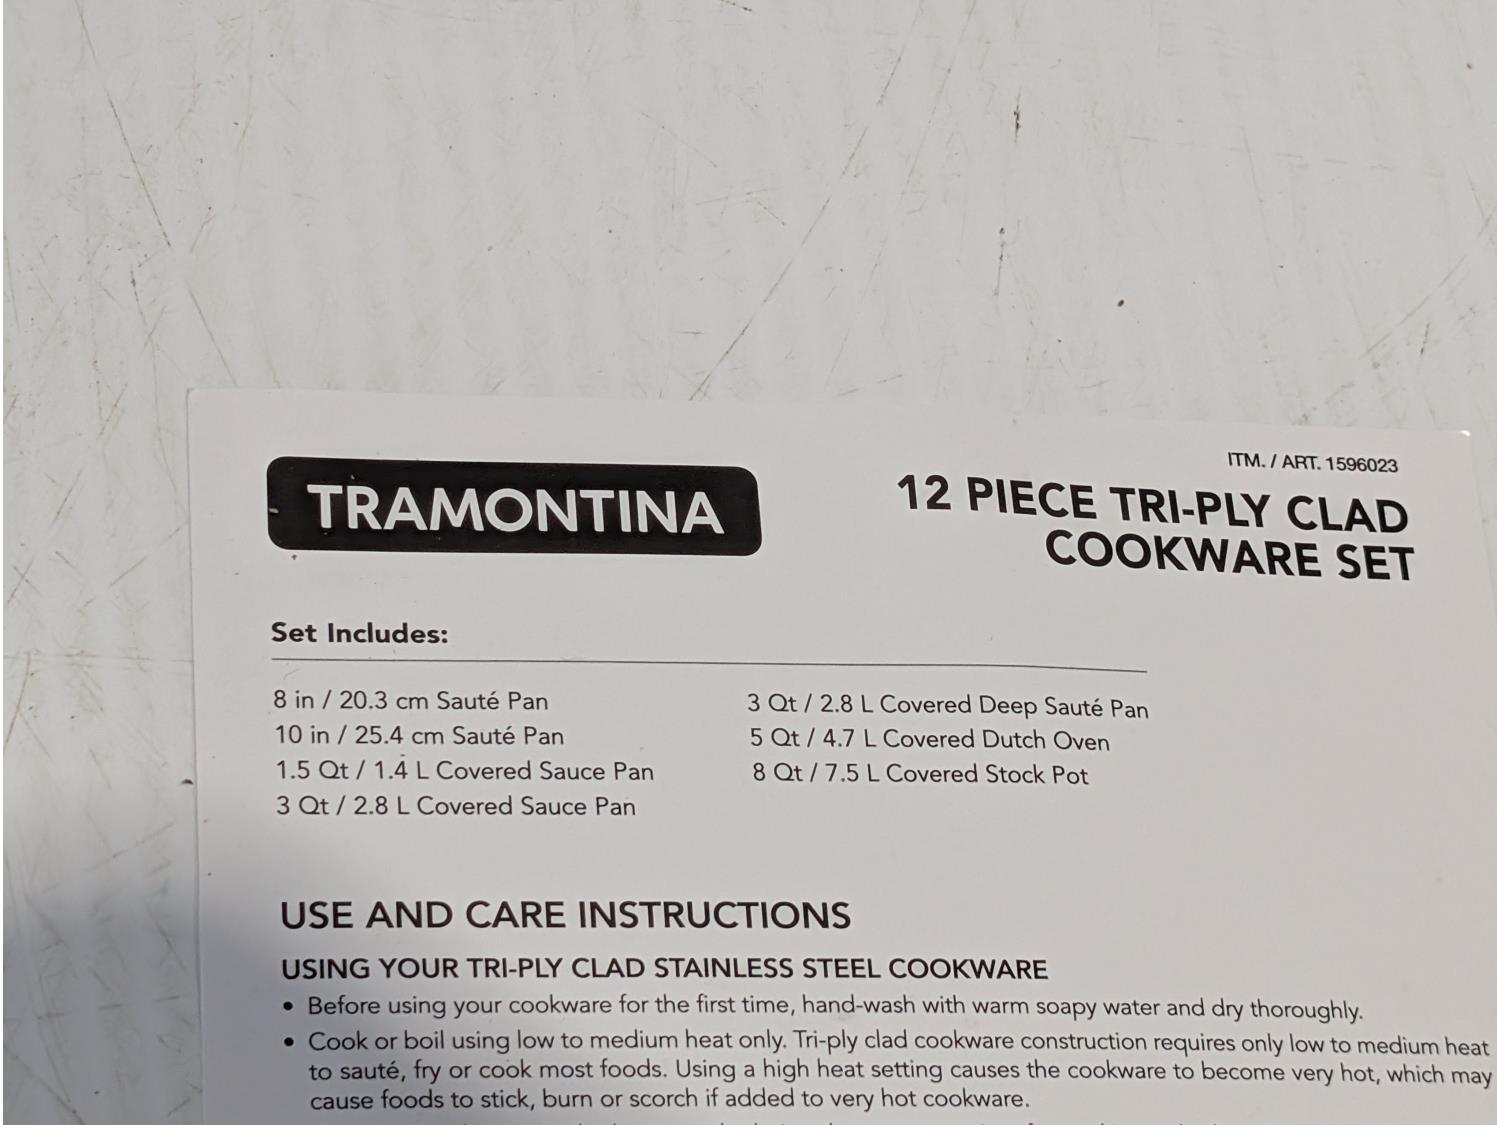 TRAMONTINA
ITM. / ART. 1596023
12 PIECE TRI-PLY CLAD
COOKWARE SET
Set Includes:
8 in / 20.3 cm Sauté Pan
10 in / 25.4 cm Sauté Pan
1.5 Qt / 1.4 L Covered Sauce Pan
3 Qt / 2.8 L Covered Sauce Pan
3 Qt / 2.8 L Covered Deep Sauté Pan
5 Qt / 4.7 L Covered Dutch Oven
8 Qt / 7.5 L Covered Stock Pot
USE AND CARE INSTRUCTIONS
USING YOUR TRI-PLY CLAD STAINLESS STEEL COOKWARE
• Before using your cookware for the first time, hand-wash with warm soapy water and dry thoroughly.
• Cook or boil using low to medium heat only. Tri-ply clad cookware construction requires only low to medium heat
to sauté, fry or cook most foods. Using a high heat setting causes the cookware to become very hot, which may
cause foods to stick, burn or scorch if added to very hot cookware.